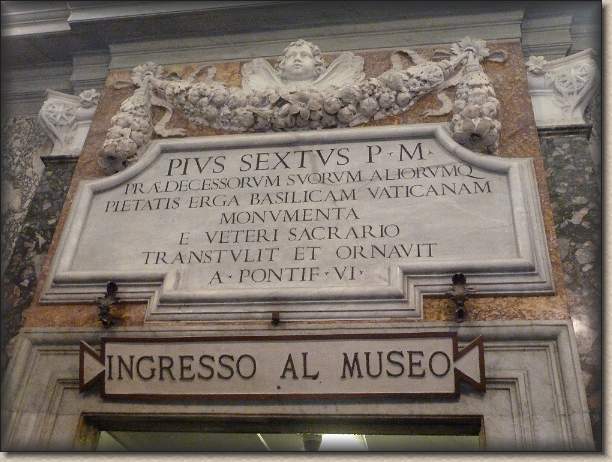 PIVS SEXTVS P·M·
PRÆDECESSORVM SVORVM ALIORVMQ·
PIETATIS ERGA BASILICAM VATICANAM
MONVMENTA
E VETERI SACRARIO
TRANSTVLIT ET ORNAVIT
A·PONTIF·VI·
INGRESSO AL MUSEO